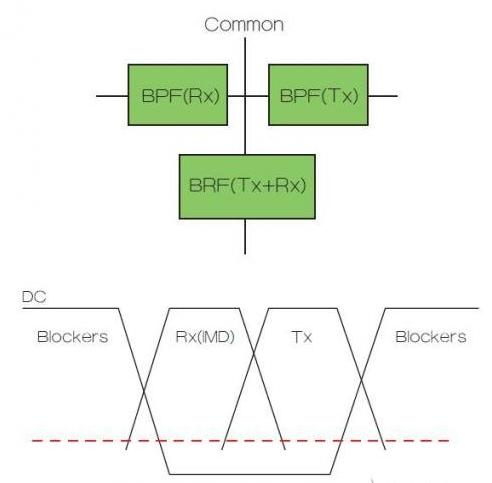 Common
BPF(Rx) BPF(Tx)
BRF(Tx+Rx)
DC
Blockers Rx(IMD) Tx Blockers